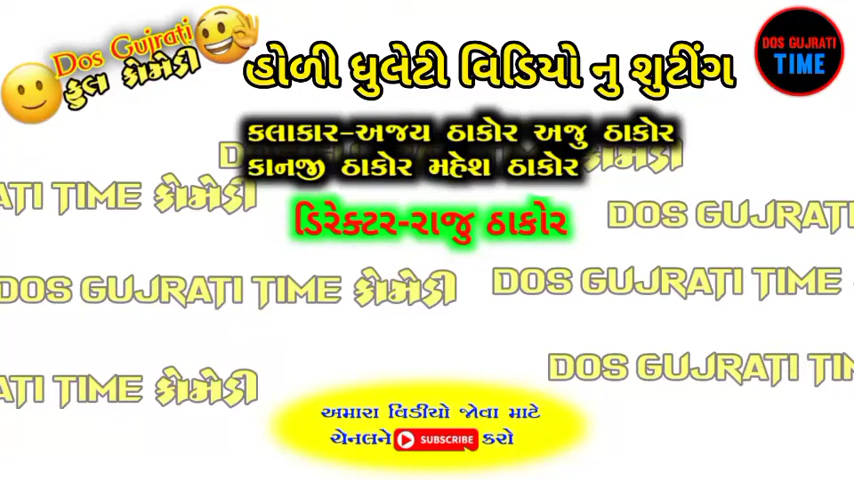 Dos Gujrati
ફુલ કોમેડી
હોળી ધુલેટી વિડિયો નુ શુટીંગ
DOS GUJRATI
TIME
કલાકાર-અજય ઠાકોર અજુ ઠાકોર
કાનજી ઠાકોર મહેશ ઠાકોર
D
કોમેડી
ATI TIME કોમેડી
ડિરેક્ટર-રાજુ ઠાકોર
DOS GUJRATI
DOS GUJRATI TIME કોમેડી
DOS GUJRATI TIME
ATI TIME કોમેડી
DOS GUJRATI TIM
અમારા વિડીયો જોવા માટે
ચેનલને SUBSCRIBE કરો